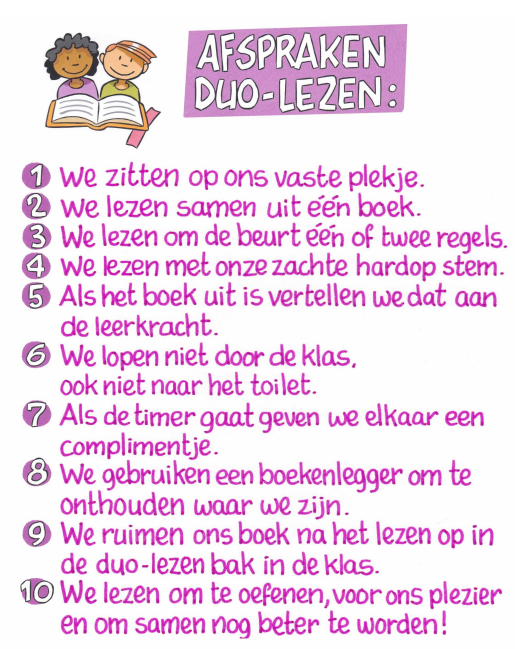 AFSPRAKEN
DUO-LEZEN:
1 We zitten op ons vaste plekje.
2 We lezen samen uit één boek.
3 We lezen om de beurt één of twee regels.
4 We lezen met onze zachte hardop stem.
5 Als het boek uit is vertellen we dat aan
de leerkracht.
6 We lopen niet door de klas,
ook niet naar het toilet.
7 Als de timer gaat geven we elkaar een
complimentje.
8 We gebruiken een boekenlegger om te
onthouden waar we zijn.
9 We ruimen ons boek na het lezen op in
de duo-lezen bak in de klas.
10 We lezen om te oefenen, voor ons plezier
en om samen nog beter te worden!